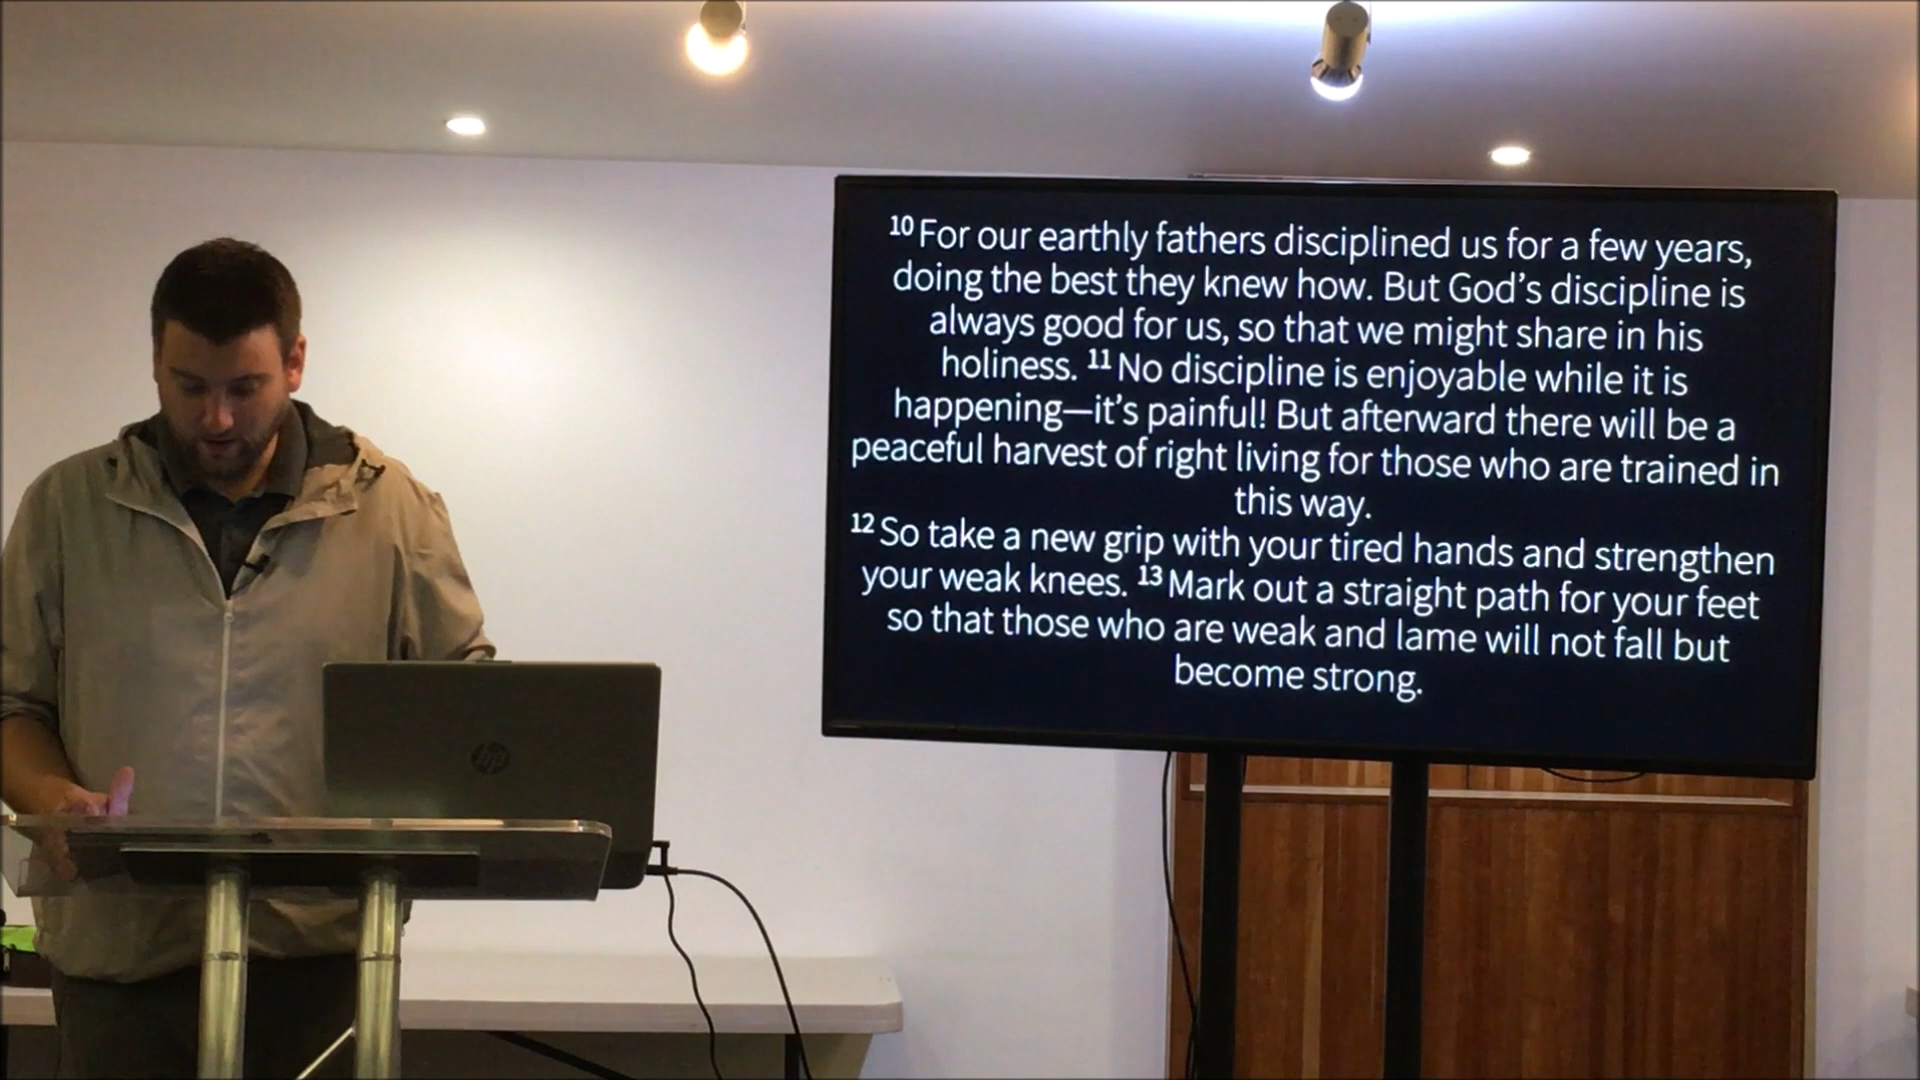 10 For our earthly fathers disciplined us for a few years,
doing the best they knew how. But God’s discipline is
always good for us, so that we might share in his
holiness. 11 No discipline is enjoyable while it is
happening—it’s painful! But afterward there will be a
peaceful harvest of right living for those who are trained in
this way.
12 So take a new grip with your tired hands and strengthen
your weak knees. 13 Mark out a straight path for your feet
so that those who are weak and lame will not fall but
become strong.
hp